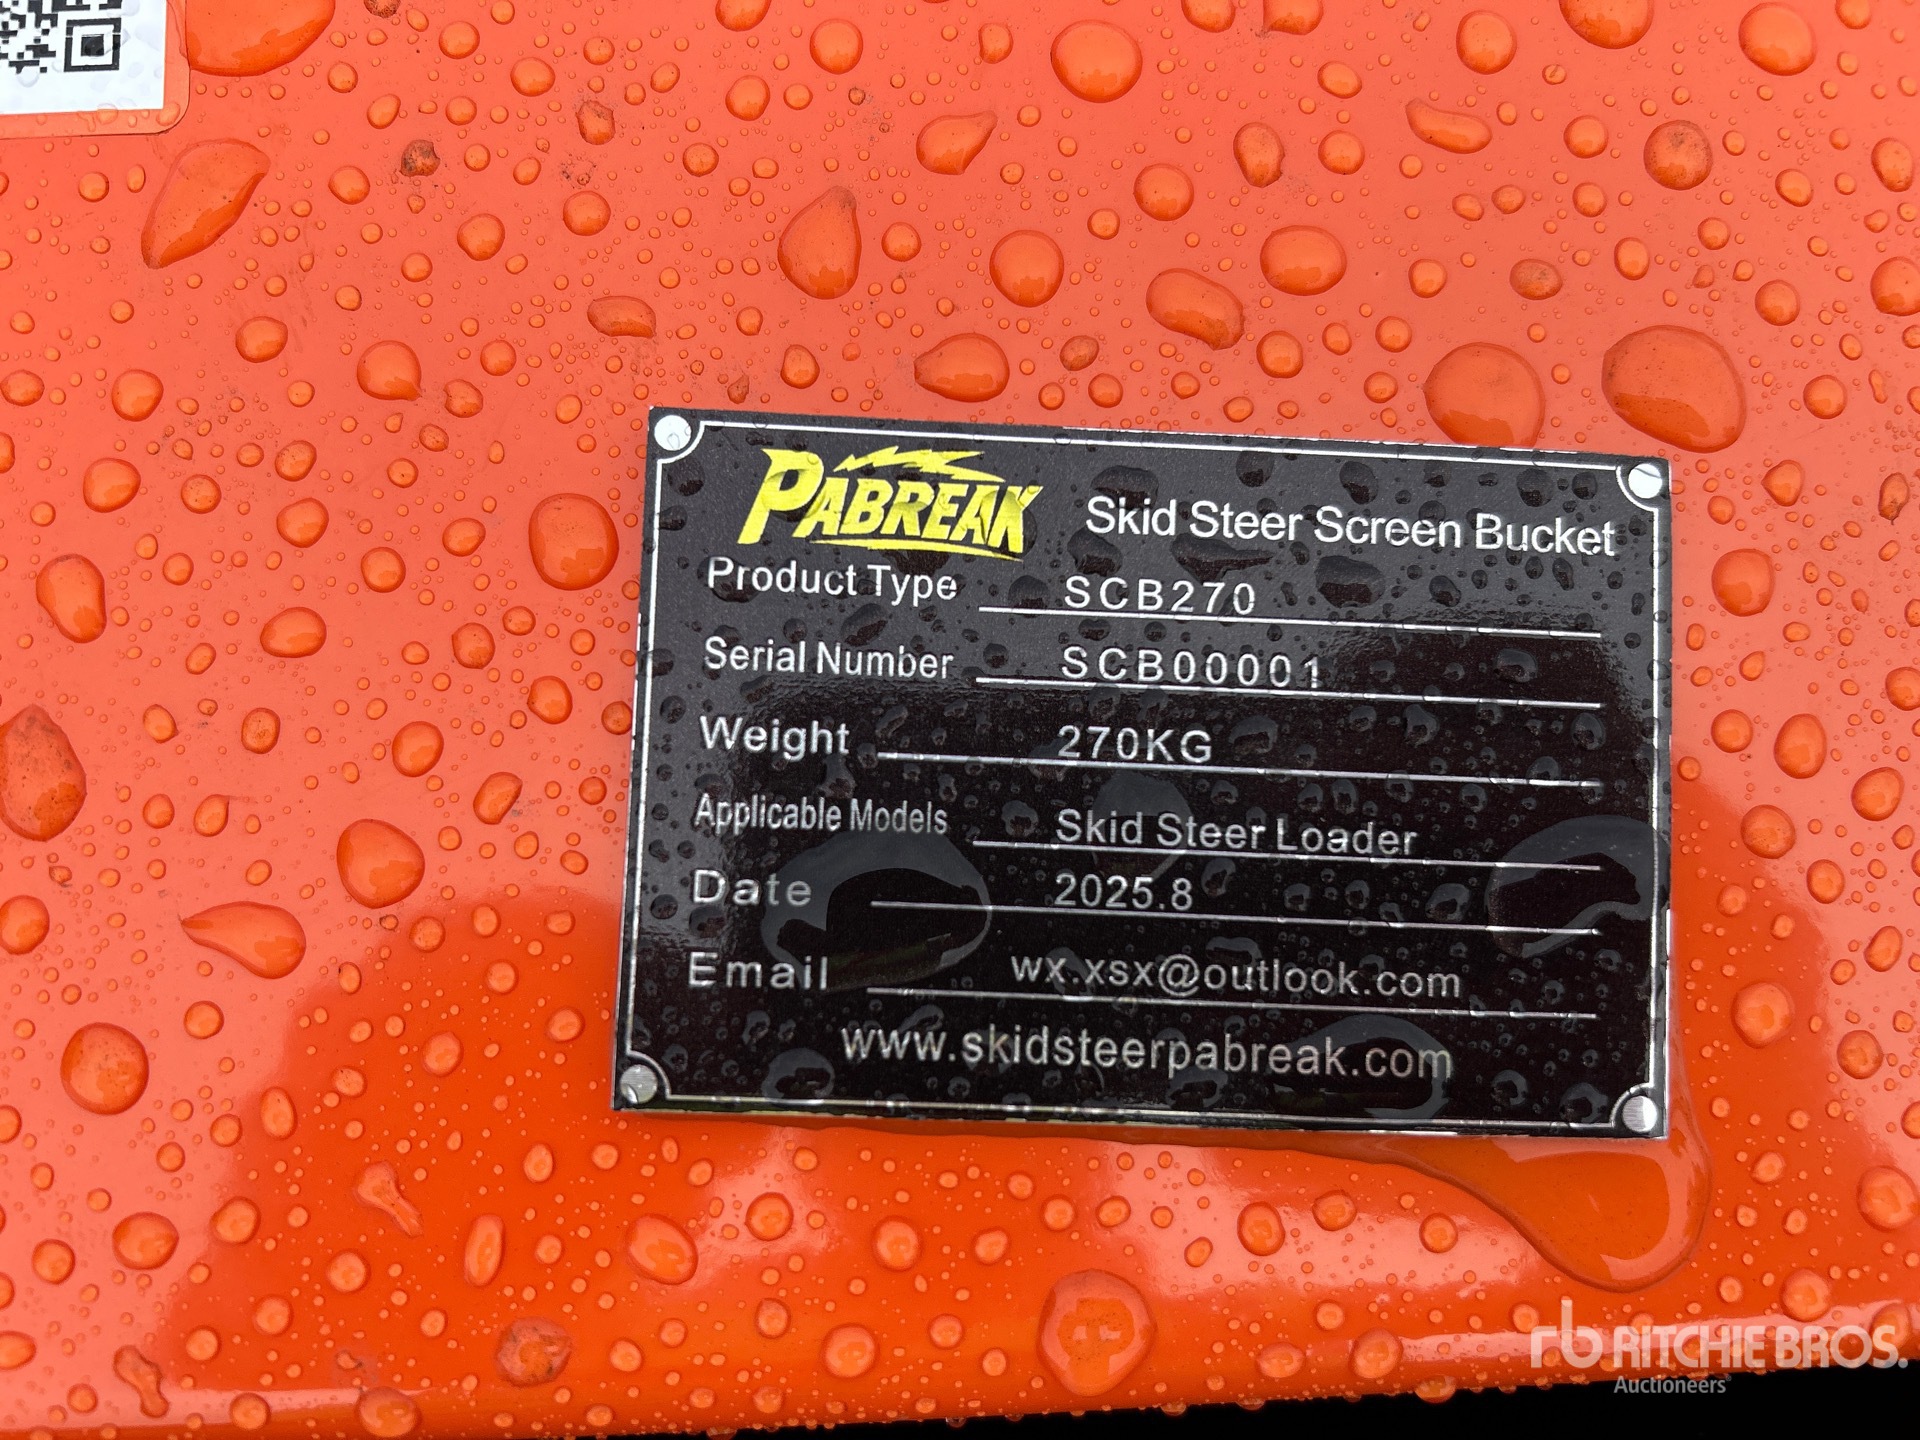 PABREAK Skid Steer Screen Bucket
Product Type SCB270
Serial Number SCB00001
Weight 270KG
Applicable Models Skid Steer Loader
Date 2025.8
Email wx.xsx@outlook.com
www.skidsteerpabreak.com
rb RITCHIE BROS.
Auctioneers